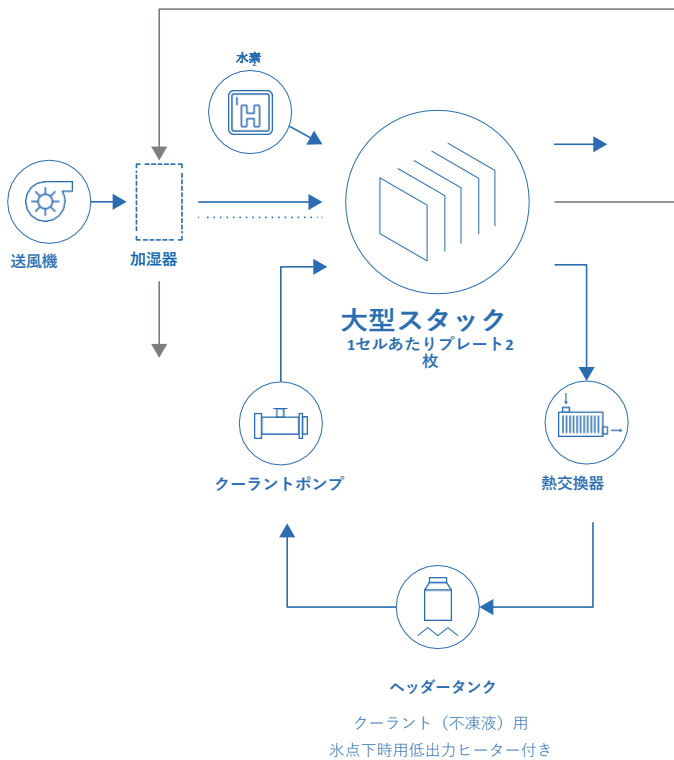 水素
送風機
加湿器
大型スタック
1セルあたりプレート2
枚
クーラントポンプ
熱交換器
ヘッダータンク
クーラント（不凍液）用
氷点下時用低出力ヒーター付き